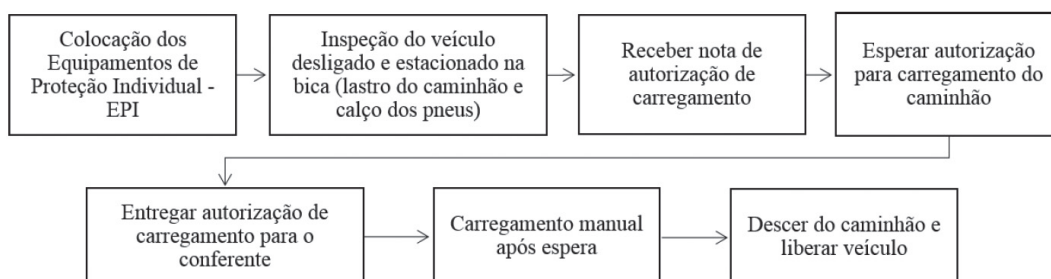 Colocação dos
Equipamentos de
Proteção Individual -
EPI
Inspeção do veículo
desligado e estacionado na
bica (lastro do caminhão e
calço dos pneus)
Receber nota de
autorização de
carregamento
Esperar autorização
para carregamento do
caminhão
Entregar autorização de
carregamento para o
conferente
Carregamento manual
após espera
Descer do caminhão e
liberar veículo